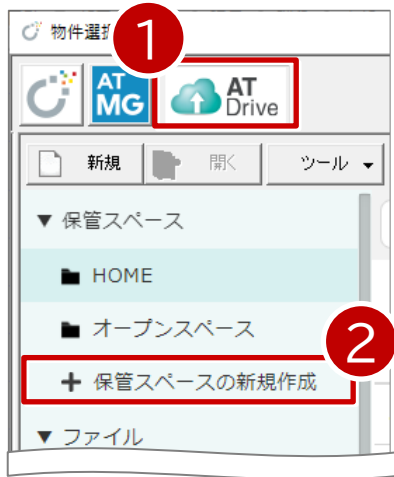 物件選択
1
AT
MG
AT
Drive
新規
開く
ツール ▼
▼ 保管スペース
HOME
オープンスペース
2
+ 保管スペースの新規作成
▼ ファイル